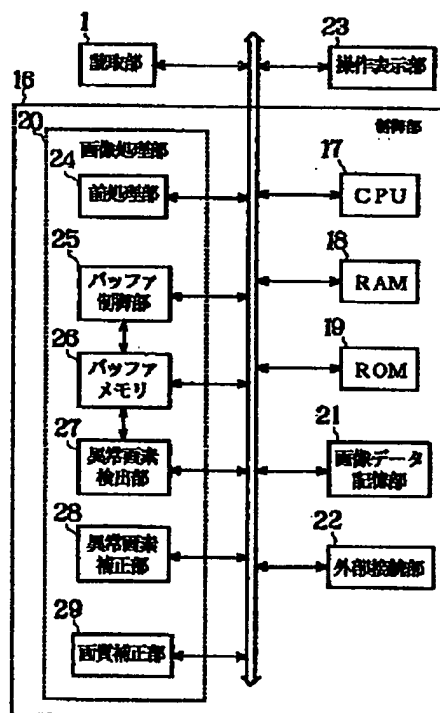 1
読取部
23
操作表示部
16
制御部
20
画像処理部
24
前処理部
17
CPU
25
バッファ
制御部
18
RAM
26
バッファ
メモリ
19
ROM
27
異常画素
検出部
21
画像データ
記憶部
28
異常画素
補正部
22
外部接続部
29
画質補正部